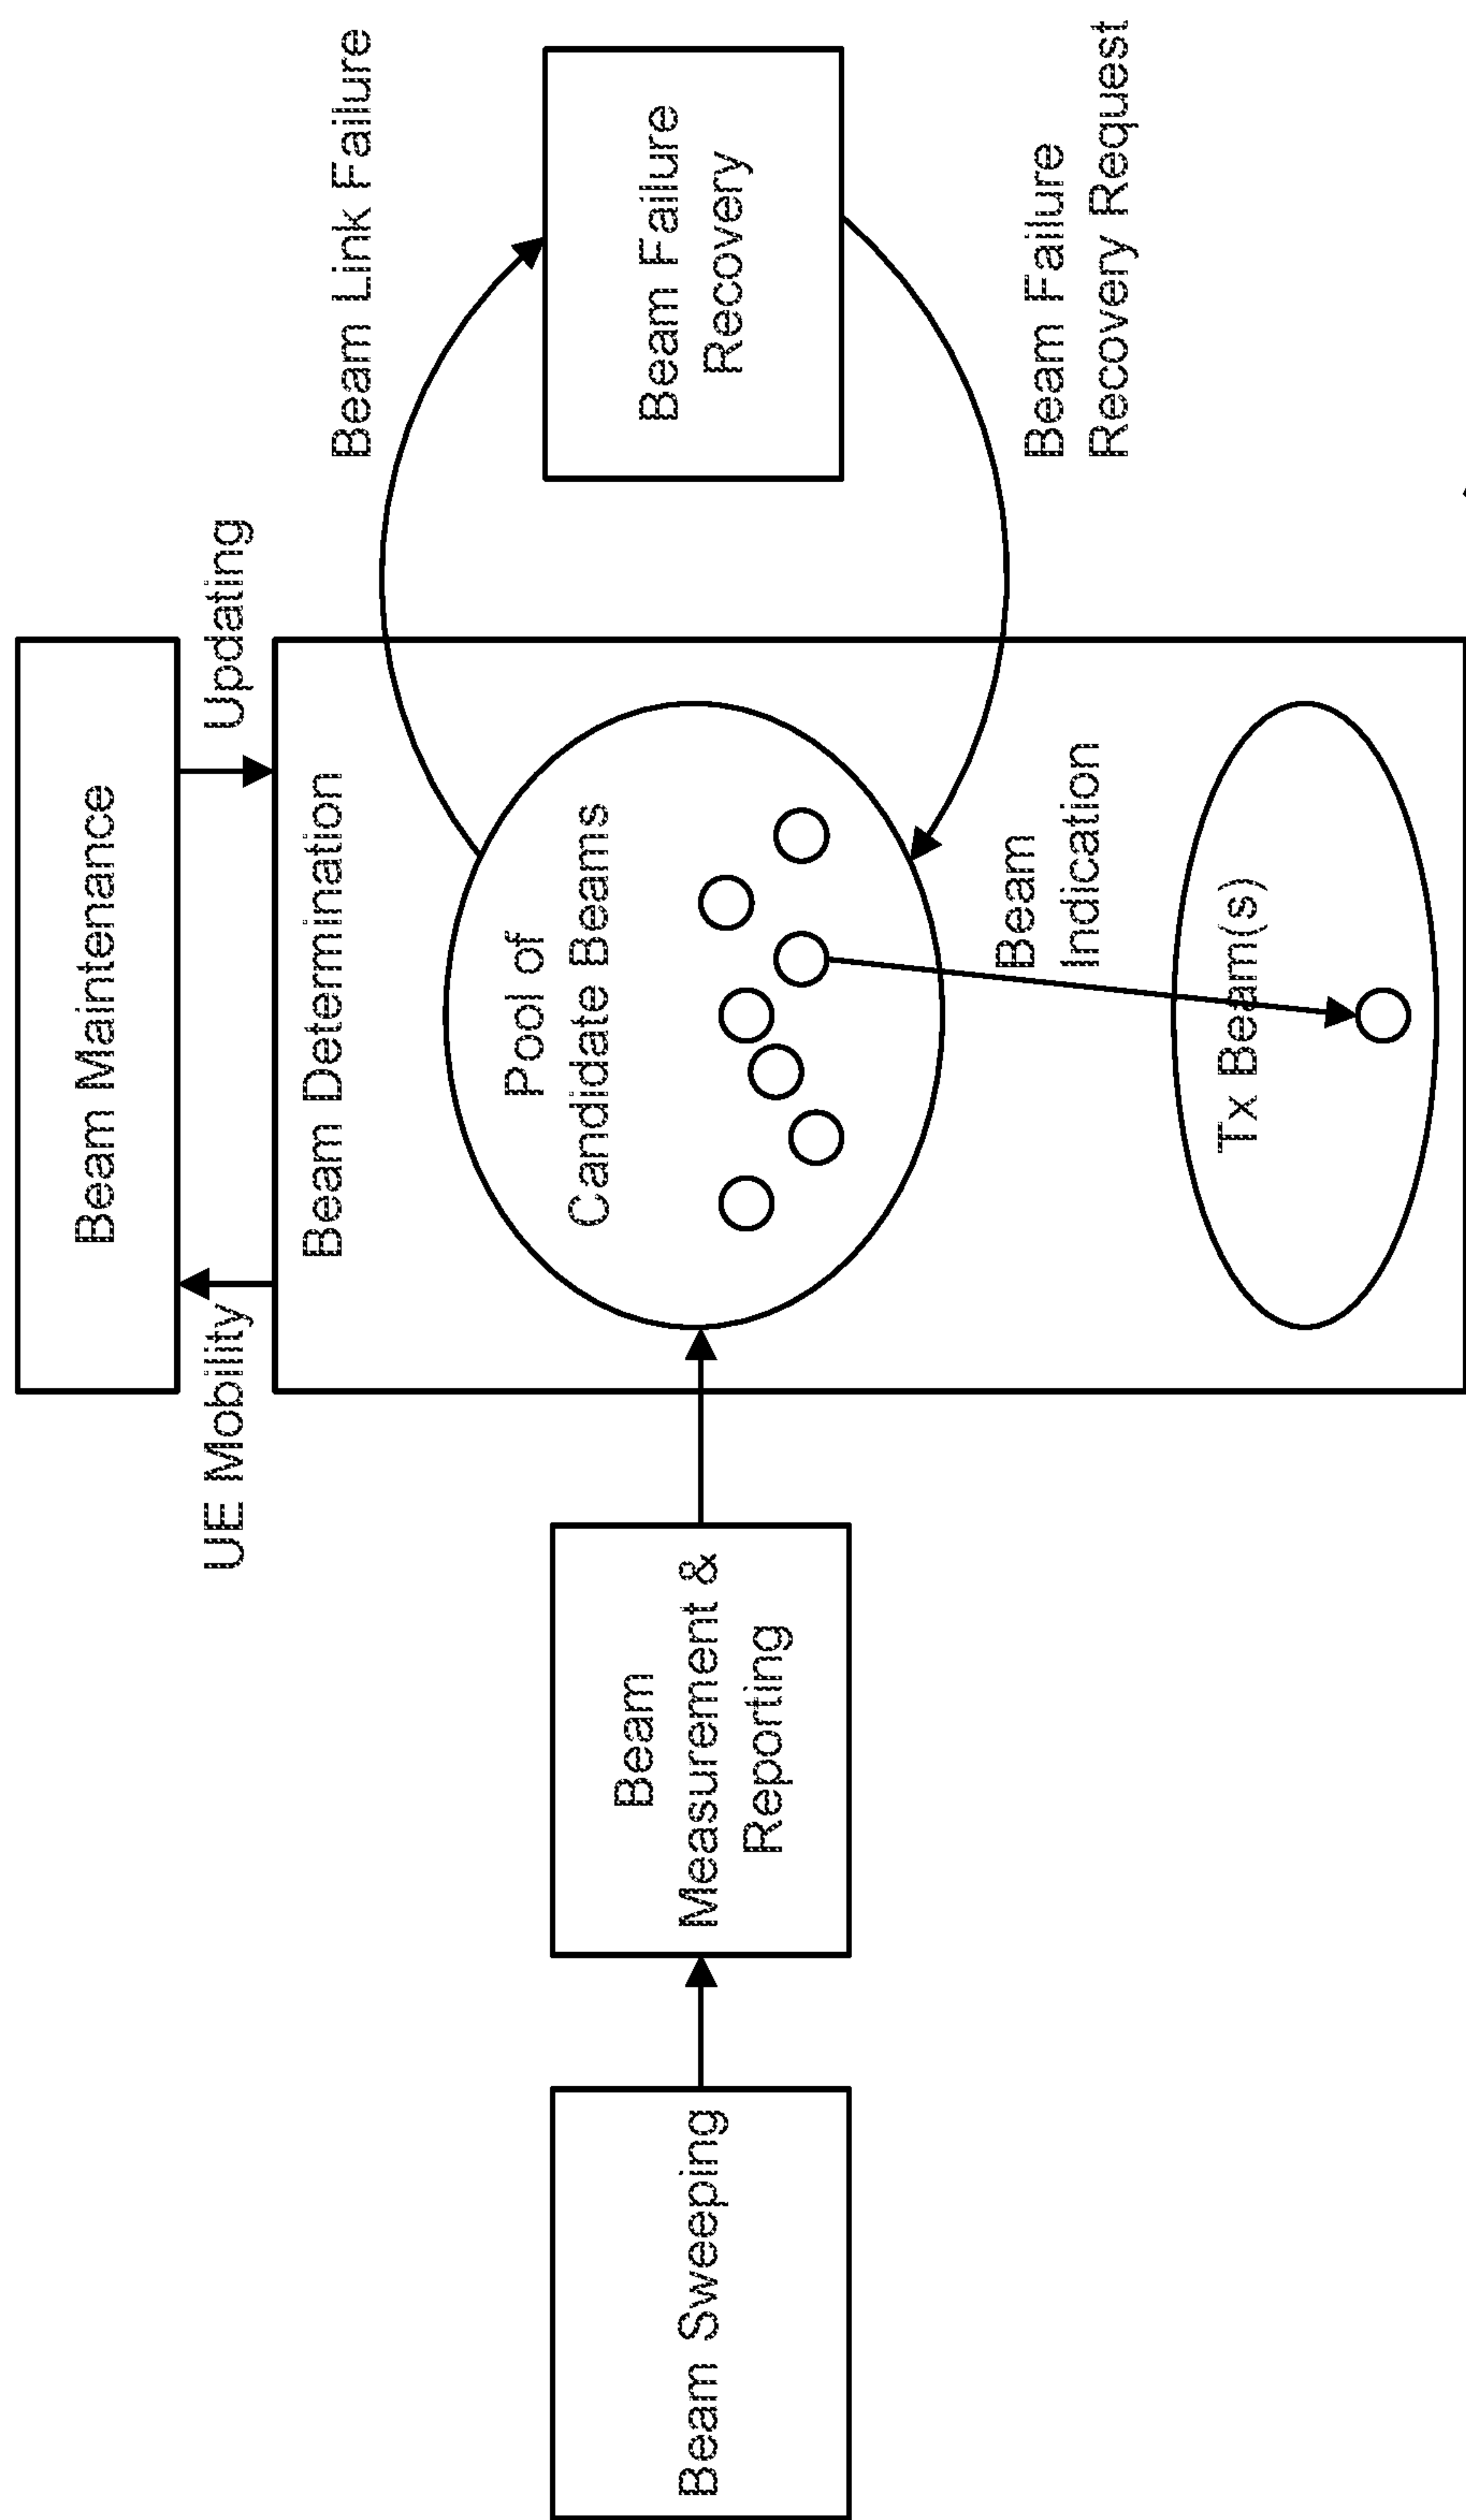 Beam Maintenance
UE Mobility
Updating
Beam Determination
Beam Link Failure
Pool of
Candidate Beams
Beam Sweeping
Beam
Measurement &
Reporting
Beam Failure
Recovery
Beam
Indication
Beam Failure
Recovery Request
Tx Beam(s)